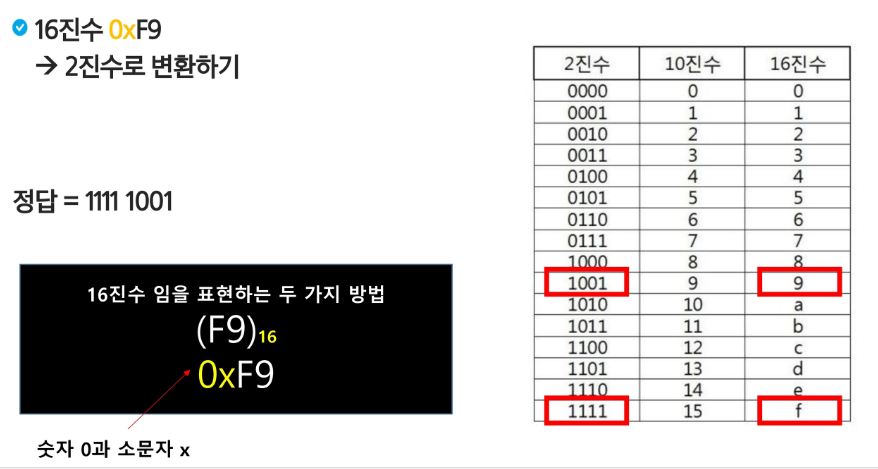 16진수 0xF9
→ 2진수로 변환하기
정답 = 1111 1001
16진수 임을 표현하는 두 가지 방법
(F9)16
0xF9
숫자 0과 소문자 x
2진수 10진수 16진수
0000 0 0
0001 1 1
0010 2 2
0011 3 3
0100 4 4
0101 5 5
0110 6 6
0111 7 7
1000 8 8
1001 9 9
1010 10 a
1011 11 b
1100 12 c
1101 13 d
1110 14 e
1111 15 f